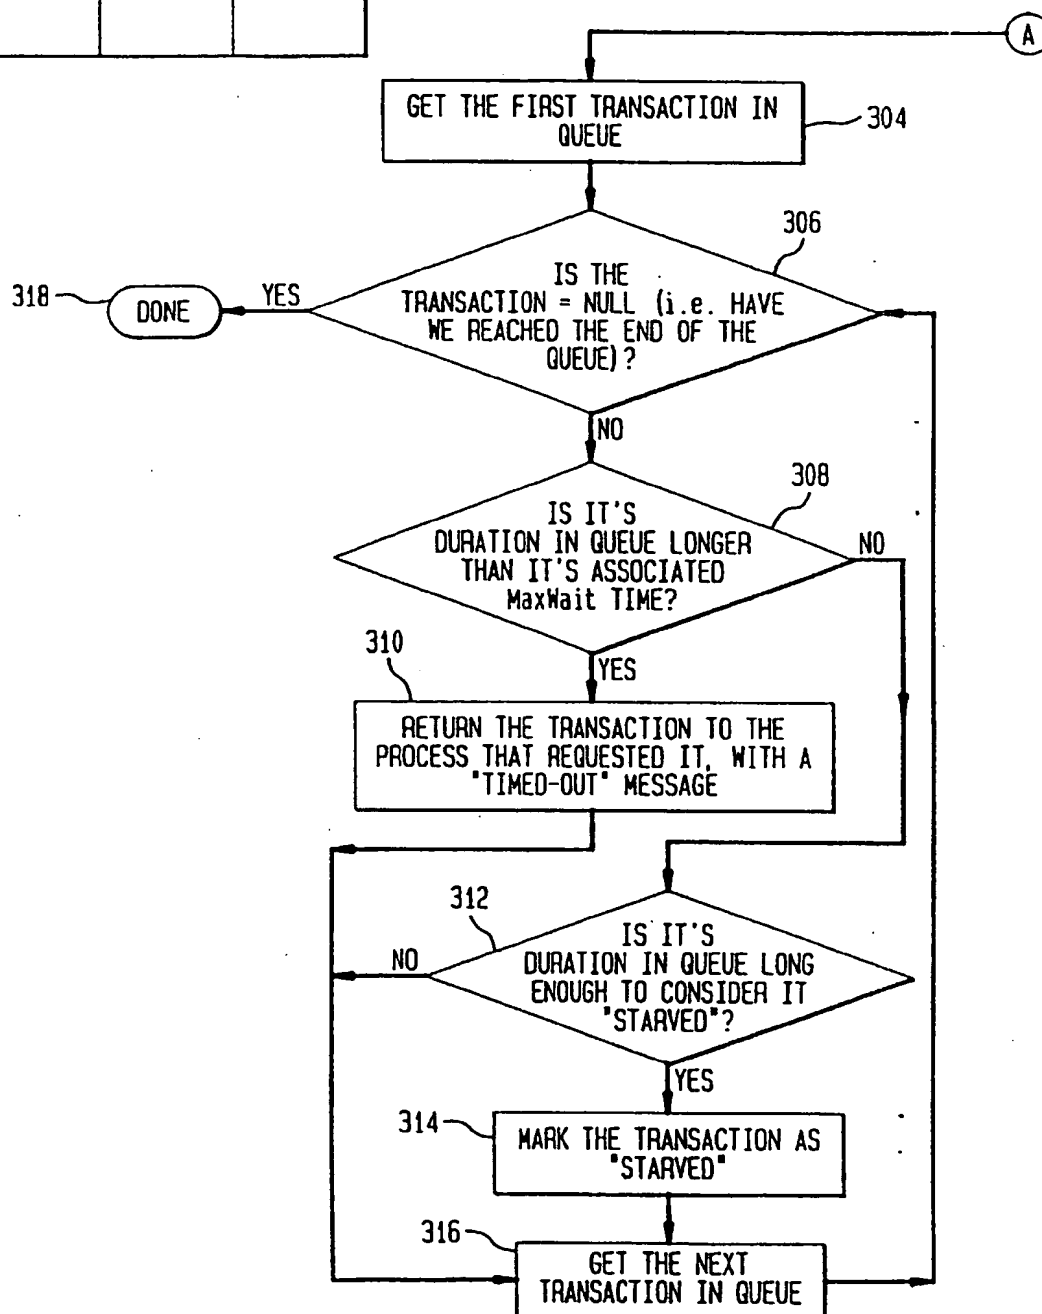 A
GET THE FIRST TRANSACTION IN
QUEUE
304
306
IS THE
TRANSACTION = NULL (i.e. HAVE
WE REACHED THE END OF THE
QUEUE)?
318
DONE
YES
NO
308
IS IT'S
DURATION IN QUEUE LONGER
THAN IT'S ASSOCIATED
MaxWait TIME?
NO
310
YES
RETURN THE TRANSACTION TO THE
PROCESS THAT REQUESTED IT, WITH A
"TIMED-OUT" MESSAGE
312
IS IT'S
DURATION IN QUEUE LONG
ENOUGH TO CONSIDER IT
"STARVED"?
NO
YES
314
MARK THE TRANSACTION AS
"STARVED"
316
GET THE NEXT
TRANSACTION IN QUEUE